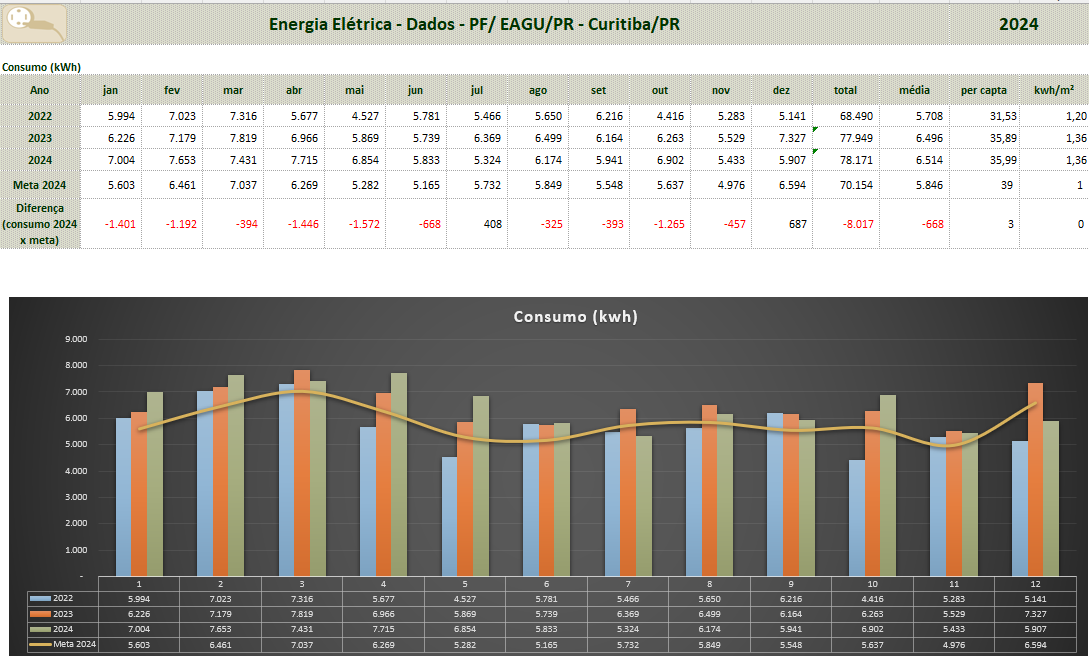 Energia Elétrica - Dados - PF/ EAGU/PR - Curitiba/PR 2024
Consumo (kWh)
Ano jan fev mar abr mai jun jul ago set out nov dez total média per capta kwh/m²
2022 5.994 7.023 7.316 5.677 4.527 5.781 5.466 5.650 6.216 4.416 5.283 5.141 68.490 5.708 31,53 1,20
2023 6.226 7.179 7.819 6.966 5.869 5.739 6.369 6.499 6.164 6.263 5.529 7.327 77.949 6.496 35,89 1,36
2024 7.004 7.653 7.431 7.715 6.854 5.833 5.324 6.174 5.941 6.902 5.433 5.907 78.171 6.514 35,99 1,36
Meta 2024 5.603 6.461 7.037 6.269 5.282 5.165 5.732 5.849 5.548 5.637 4.976 6.594 70.154 5.846 39 1
Diferença
(consumo 2024 -1.401 -1.192 -394 -1.446 -1.572 -668 408 -325 -393 -1.265 -457 687 -8.017 -668 3 0
x meta)
Consumo (kwh)
9.000
8.000
7.000
6.000
5.000
4.000
3.000
2.000
1.000
-
1 2 3 4 5 6 7 8 9 10 11 12
2022 5.994 7.023 7.316 5.677 4.527 5.781 5.466 5.650 6.216 4.416 5.283 5.141
2023 6.226 7.179 7.819 6.966 5.869 5.739 6.369 6.499 6.164 6.263 5.529 7.327
2024 7.004 7.653 7.431 7.715 6.854 5.833 5.324 6.174 5.941 6.902 5.433 5.907
Meta 2024 5.603 6.461 7.037 6.269 5.282 5.165 5.732 5.849 5.548 5.637 4.976 6.594